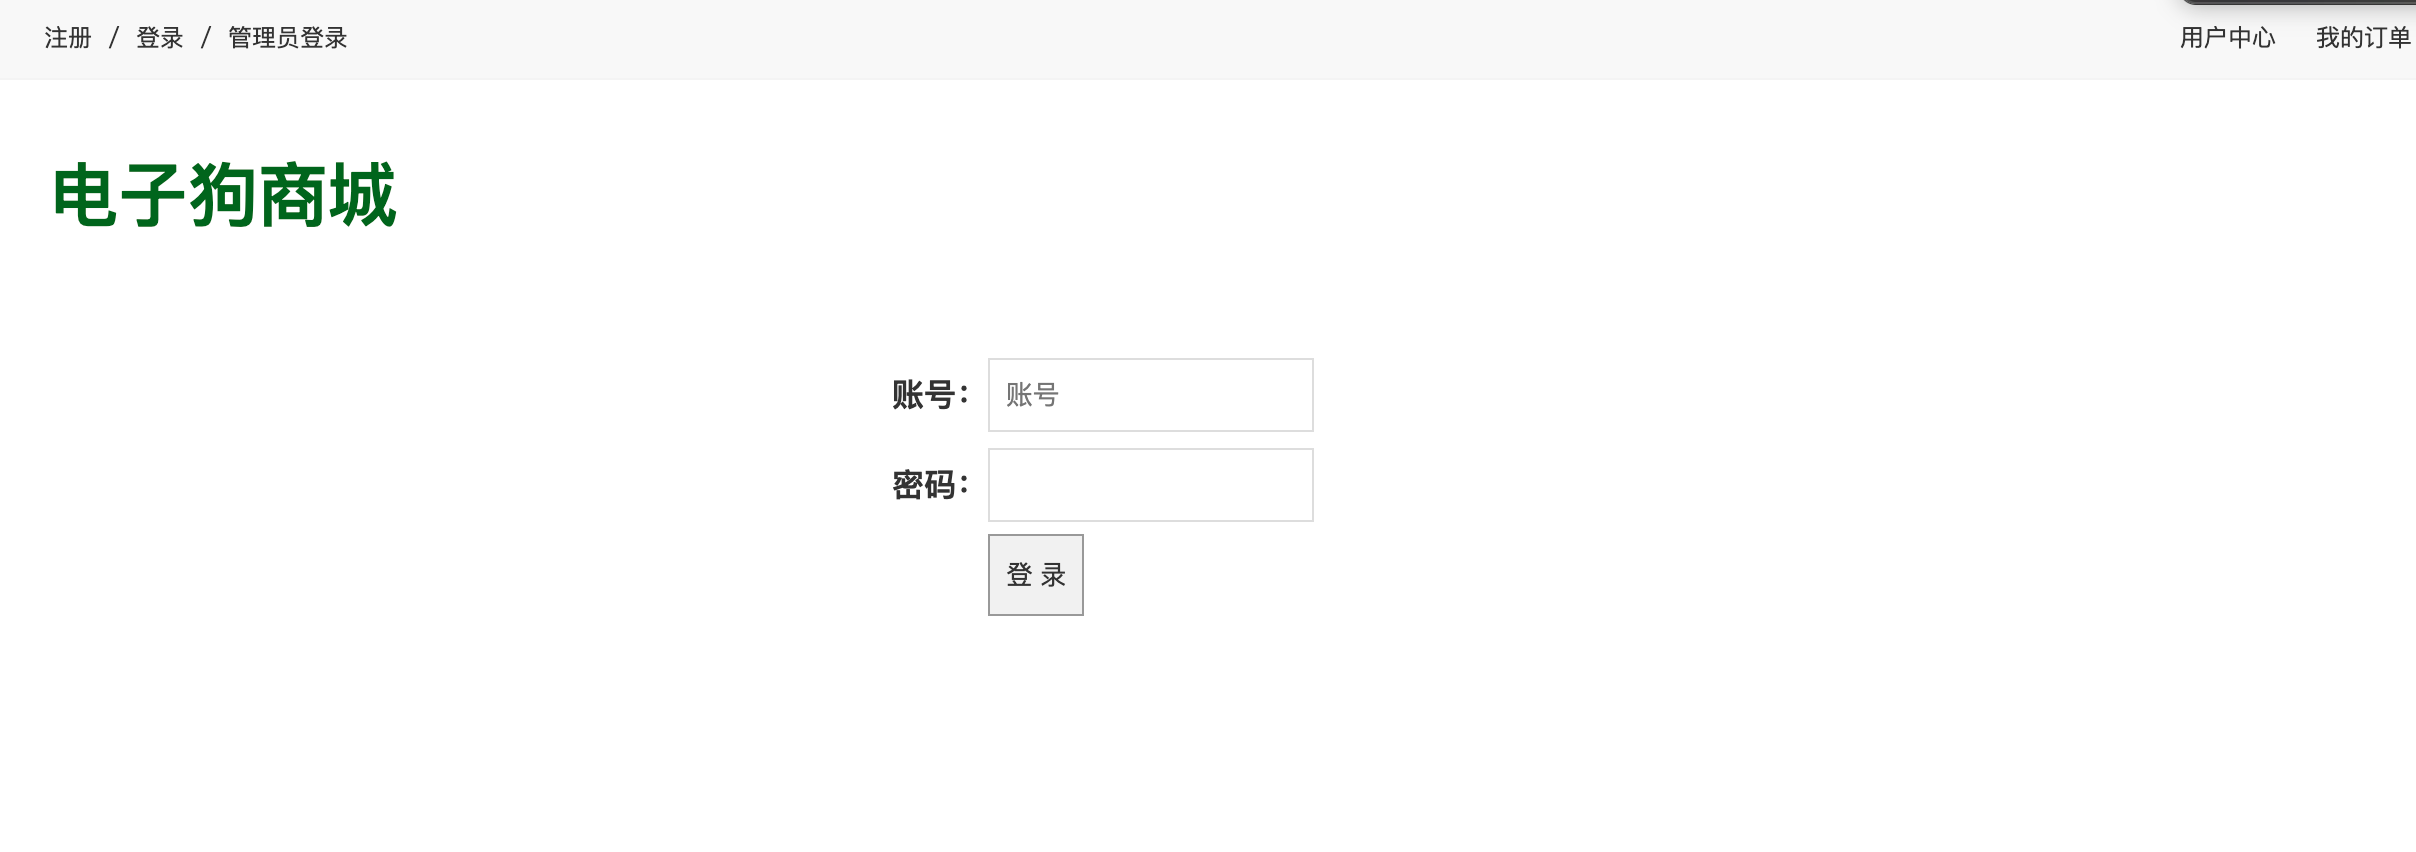 注册 / 登录 / 管理员登录 用户中心 我的订单
电子狗商城
账号： 账号
密码：
登 录